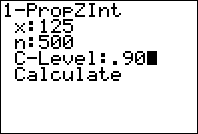 1-PropZInt
x:125
n:500
C-Level:.90
Calculate